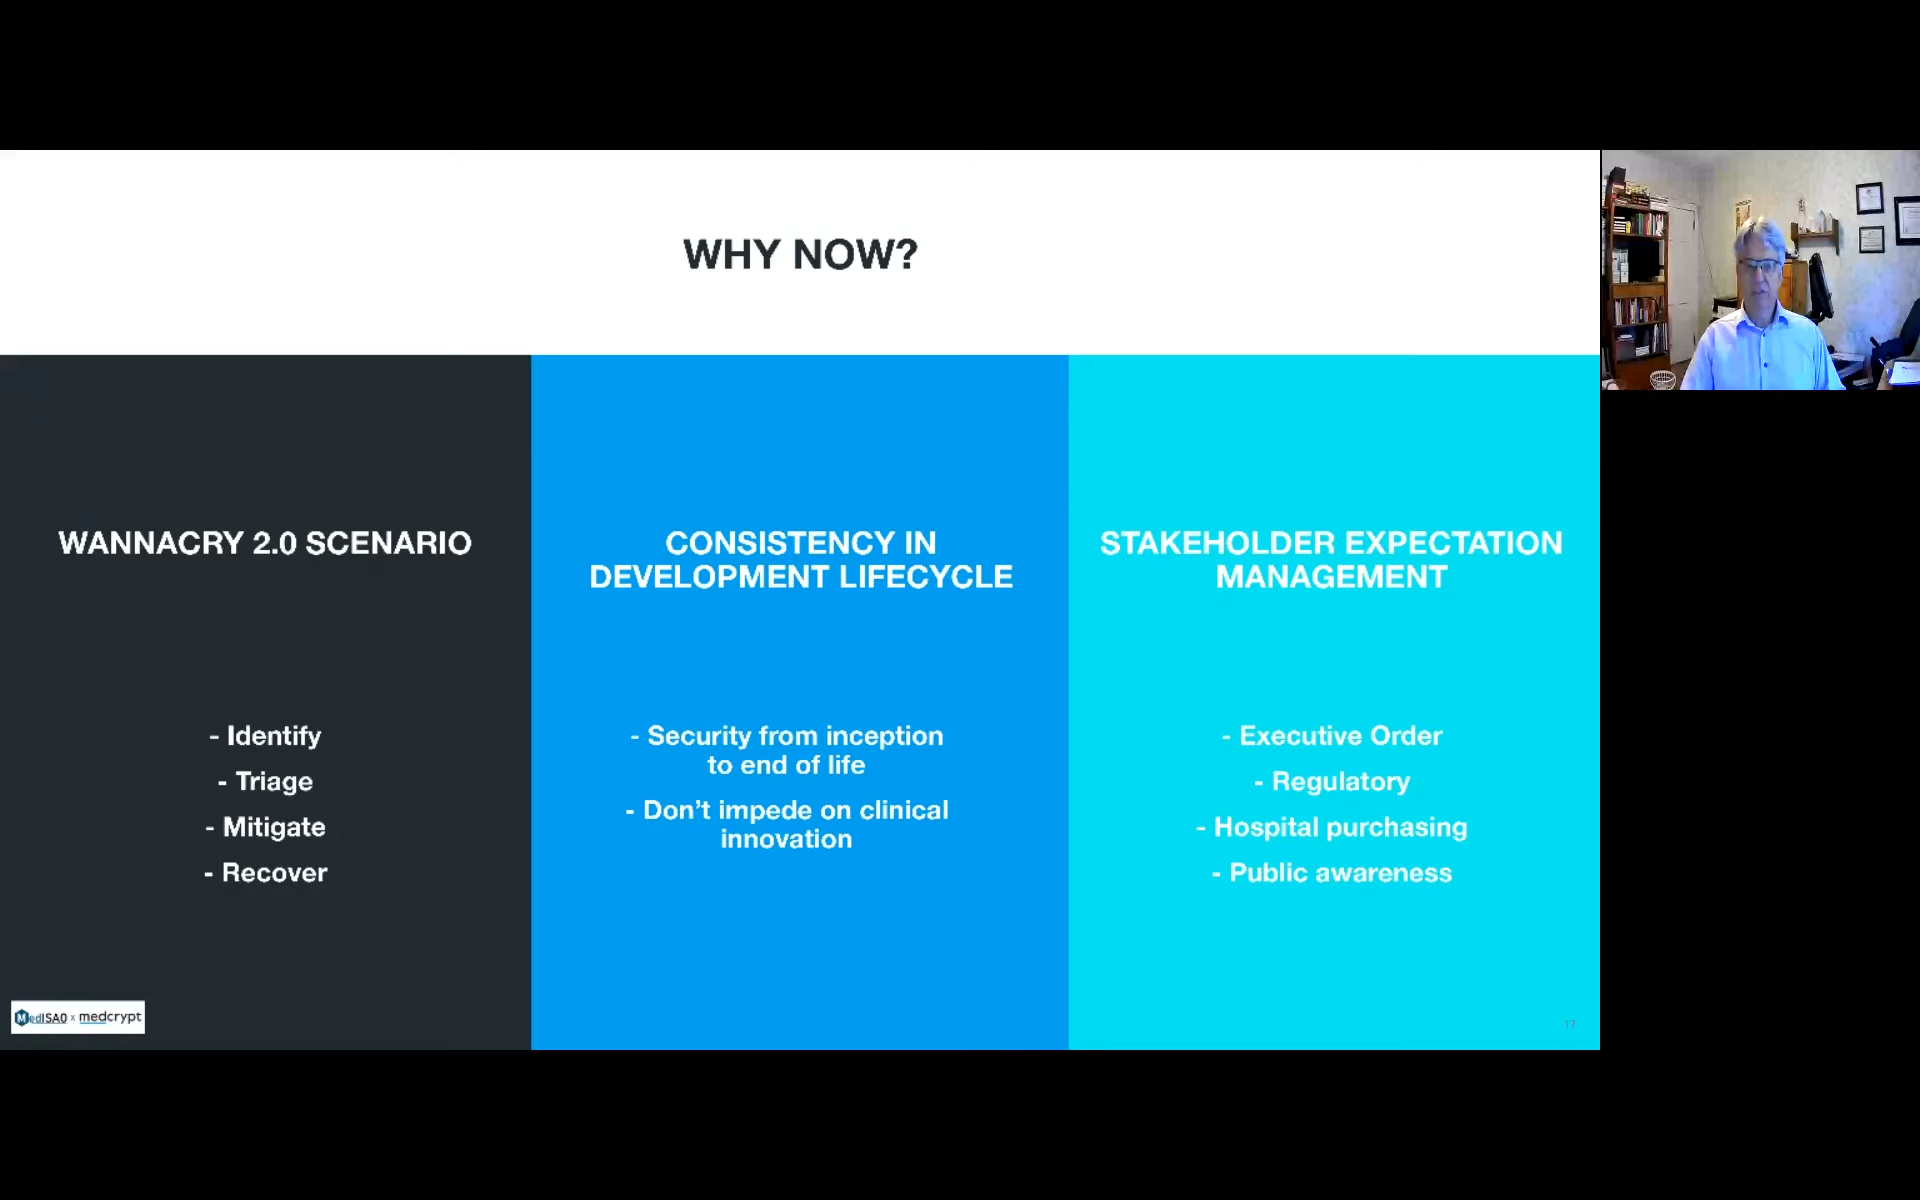 WHY NOW?
WANNACRY 2.0 SCENARIO
- Identify
- Triage
- Mitigate
- Recover
CONSISTENCY IN
DEVELOPMENT LIFECYCLE
- Security from inception
to end of life
- Don’t impede on clinical
innovation
STAKEHOLDER EXPECTATION
MANAGEMENT
- Executive Order
- Regulatory
- Hospital purchasing
- Public awareness
MedISAO x medcrypt
17